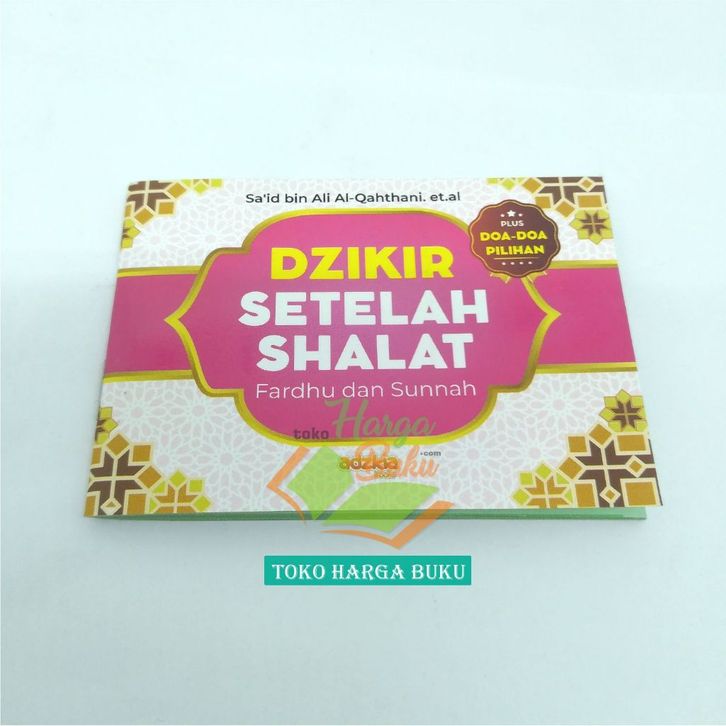 Sa'id bin Ali Al-Qahthani. et.al
PLUS
DOA-DOA
PILIHAN
DZIKIR
SETELAH
SHALAT
Fardhu dan Sunnah
toko Harga
Buku .com
adzkia
TOKO HARGA BUKU